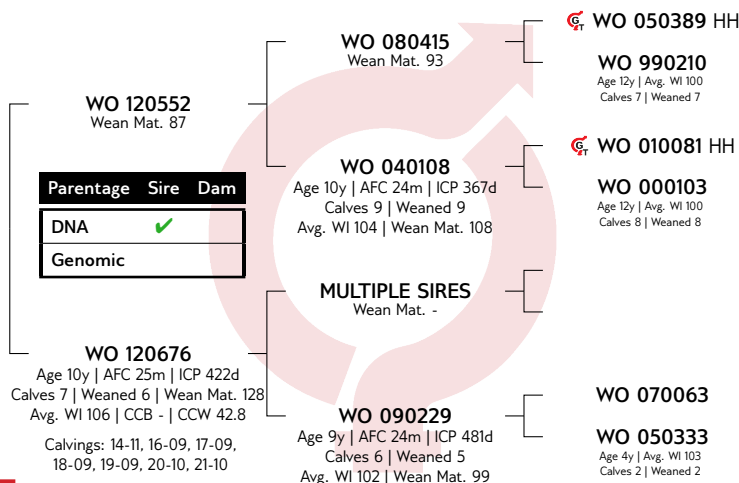 WO 050389 HH
WO 080415
Wean Mat. 93
WO 990210
Age 12y | Avg. WI 100
Calves 7 | Weaned 7
WO 120552
Wean Mat. 87
WO 010081 HH
WO 040108
Age 10y | AFC 24m | ICP 367d
Calves 9 | Weaned 9
Avg. WI 104 | Wean Mat. 108
WO 000103
Age 12y | Avg. WI 100
Calves 8 | Weaned 8
Parentage Sire Dam
DNA ✔
Genomic
MULTIPLE SIRES
Wean Mat. -
WO 120676
Age 10y | AFC 25m | ICP 422d
Calves 7 | Weaned 6 | Wean Mat. 128
Avg. WI 106 | CCB - | CCW 42.8
Calvings: 14-11, 16-09, 17-09,
18-09, 19-09, 20-10, 21-10
WO 070063
WO 090229
Age 9y | AFC 24m | ICP 481d
Calves 6 | Weaned 5
Avg. WI 102 | Wean Mat. 99
WO 050333
Age 4y | Avg. WI 103
Calves 2 | Weaned 2